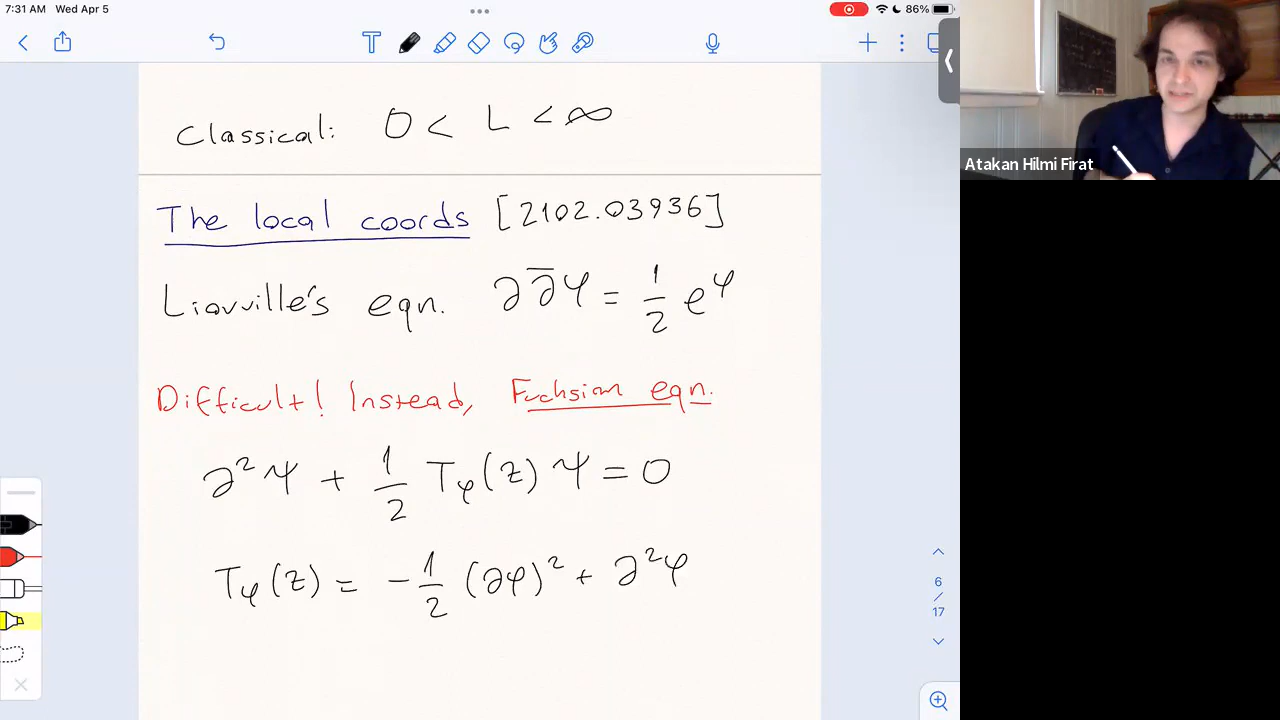 7:31 AM Wed Apr 5
86%
Classical: 0 < L < ∞
The local coords [2102.03936]
Liouville's eqn. ∂∂̅φ = 1/2 e^φ
Difficult! Instead, Fuchsian eqn.
∂²ψ + 1/2 T_φ(z) ψ = 0
T_φ(z) = -1/2 (∂φ)² + ∂²φ
6
/
17
Atakan Hilmi Firat